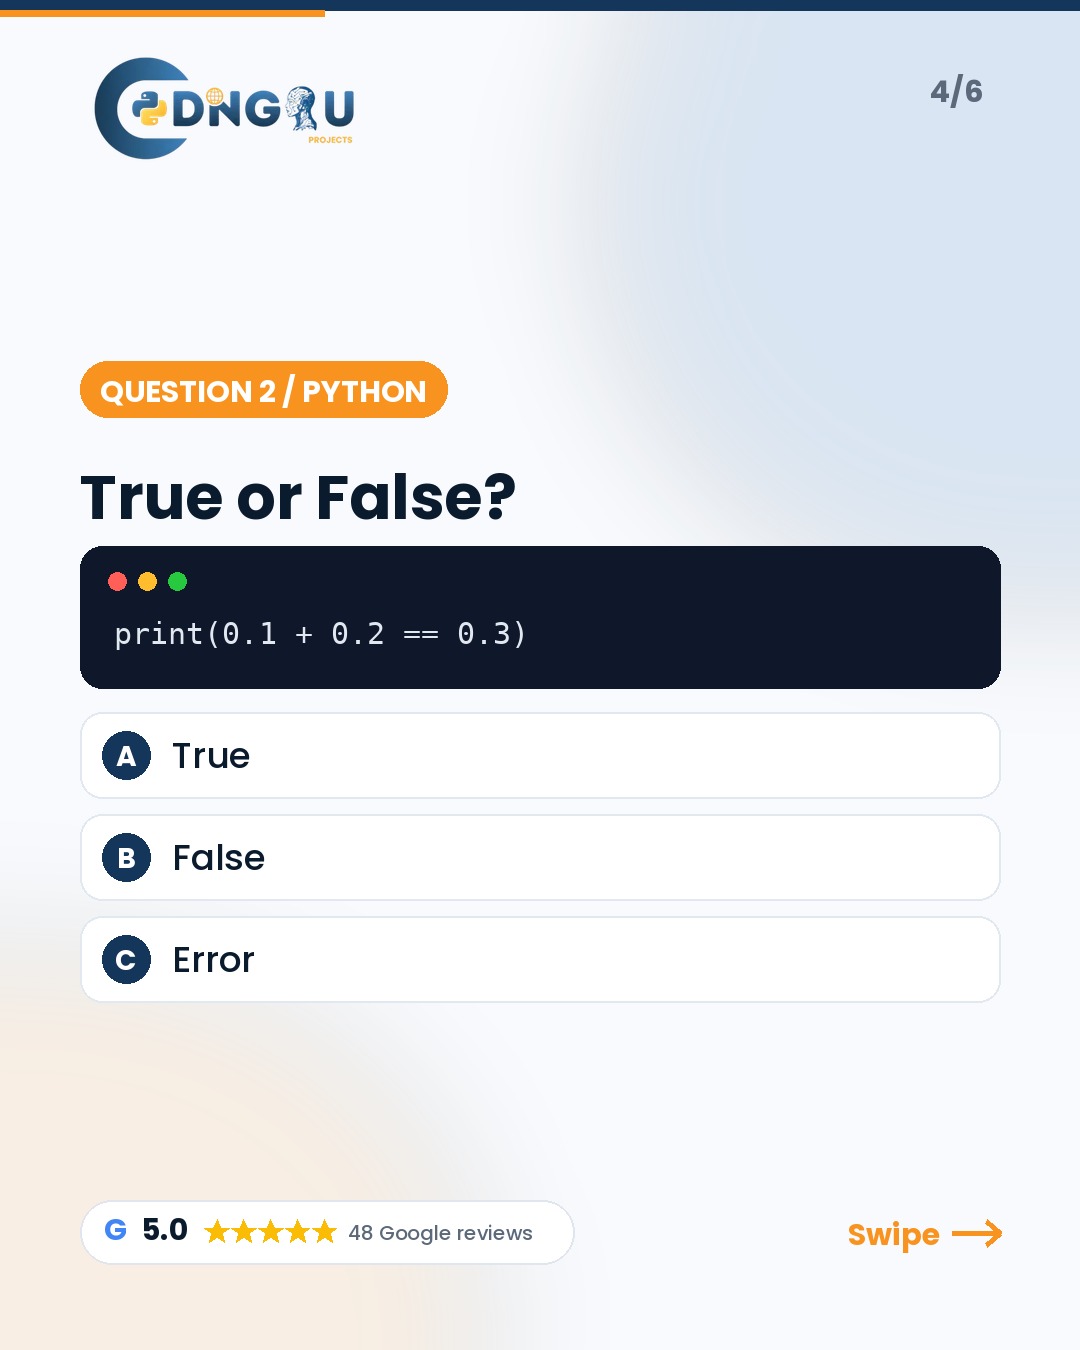 CDNG4U
PROJECTS
4/6
QUESTION 2 / PYTHON
True or False?
print(0.1 + 0.2 == 0.3)
A True
B False
C Error
G 5.0 ★★★★★ 48 Google reviews
Swipe →